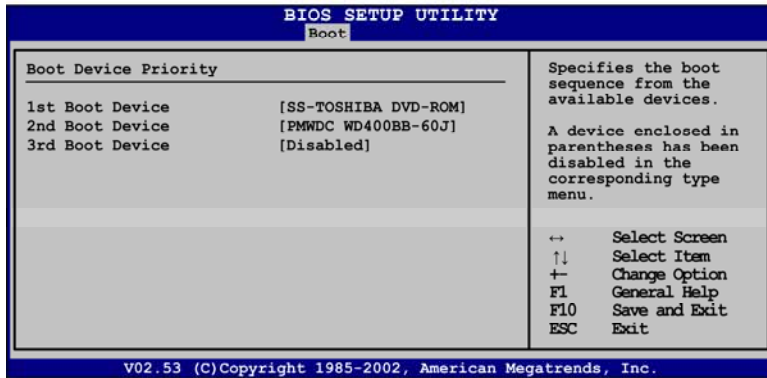 BIOS SETUP UTILITY
Boot
Boot Device Priority
1st Boot Device [SS-TOSHIBA DVD-ROM]
2nd Boot Device [PMWDC WD400BB-60J]
3rd Boot Device [Disabled]
Specifies the boot
sequence from the
available devices.
A device enclosed in
parentheses has been
disabled in the
corresponding type
menu.
↔ Select Screen
↑↓ Select Item
+- Change Option
F1 General Help
F10 Save and Exit
ESC Exit
V02.53 (C)Copyright 1985-2002, American Megatrends, Inc.